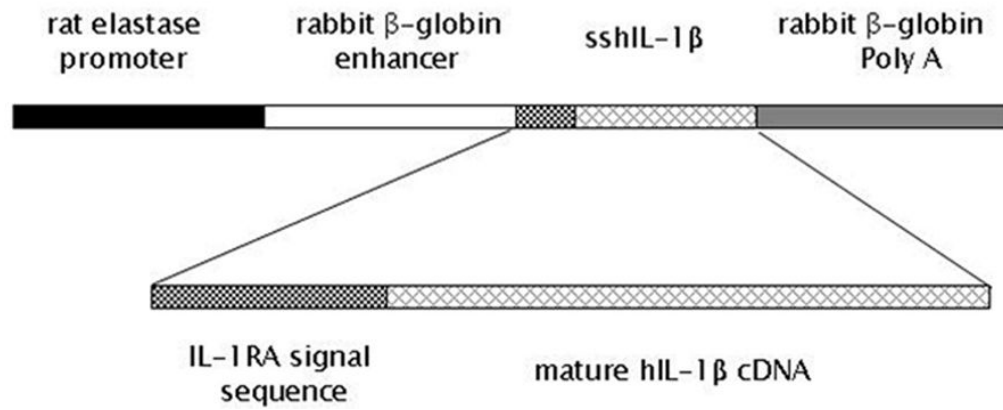 rat elastase
promoter
rabbit β-globin
enhancer
sshIL-1β
rabbit β-globin
Poly A
IL-1RA signal
sequence
mature hIL-1β cDNA